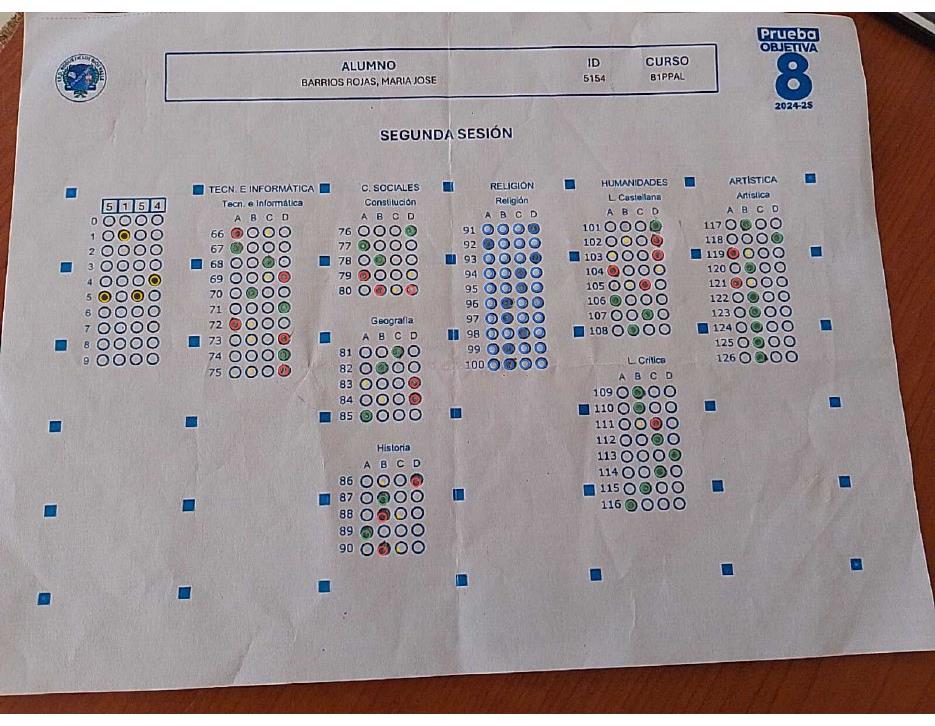 Prueba
OBJETIVA
8
2024-2S
ALUMNO
BARRIOS ROJAS, MARIA JOSE
ID
5154
CURSO
81PPAL
SEGUNDA SESIÓN
5 1 5 4
0
1
2
3
4
5
6
7
8
9
TECN. E INFORMÁTICA
Tecn. e Informática
A B C D
66
67
68
69
70
71
72
73
74
75
C. SOCIALES
Constitución
A B C D
76
77
78
79
80
Geografia
A B C D
81
82
83
84
85
Historia
A B C D
86
87
88
89
90
RELIGIÓN
Religión
A B C D
91
92
93
94
95
96
97
98
99
100
HUMANIDADES
L. Castellana
A B C D
101
102
103
104
105
106
107
108
L. Crítica
A B C D
109
110
111
112
113
114
115
116
ARTÍSTICA
Artística
A B C D
117
118
119
120
121
122
123
124
125
126